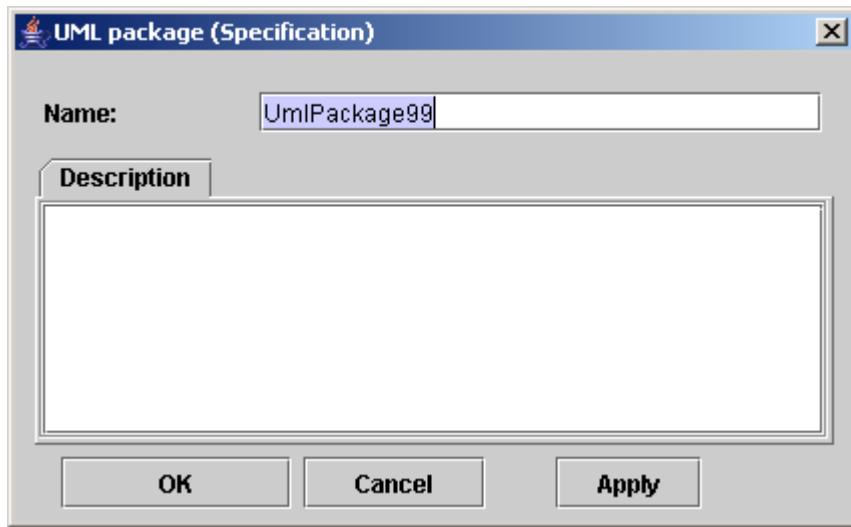 UML package (Specification)
Name: UmlPackage99
Description
OK Cancel Apply